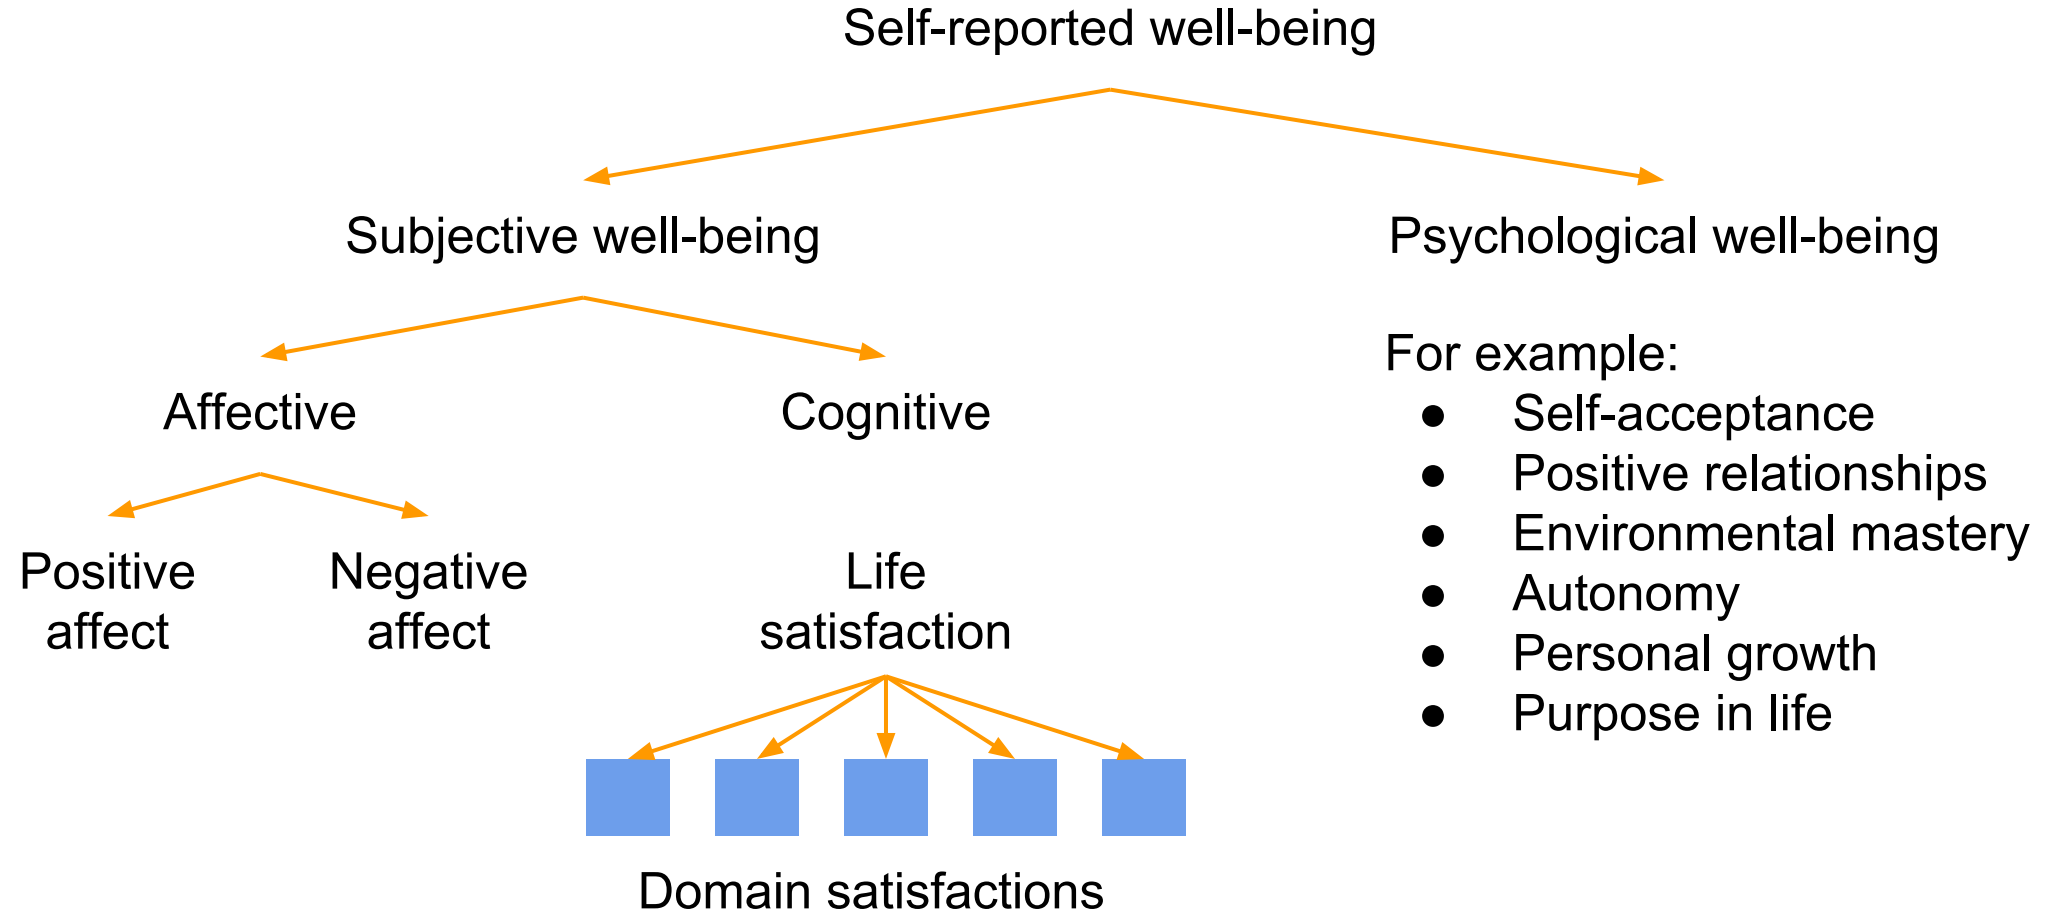 Self-reported well-being
Subjective well-being
Psychological well-being
Affective
Cognitive
Positive
affect
Negative
affect
Life
satisfaction
Domain satisfactions
For example:
● Self-acceptance
● Positive relationships
● Environmental mastery
● Autonomy
● Personal growth
● Purpose in life